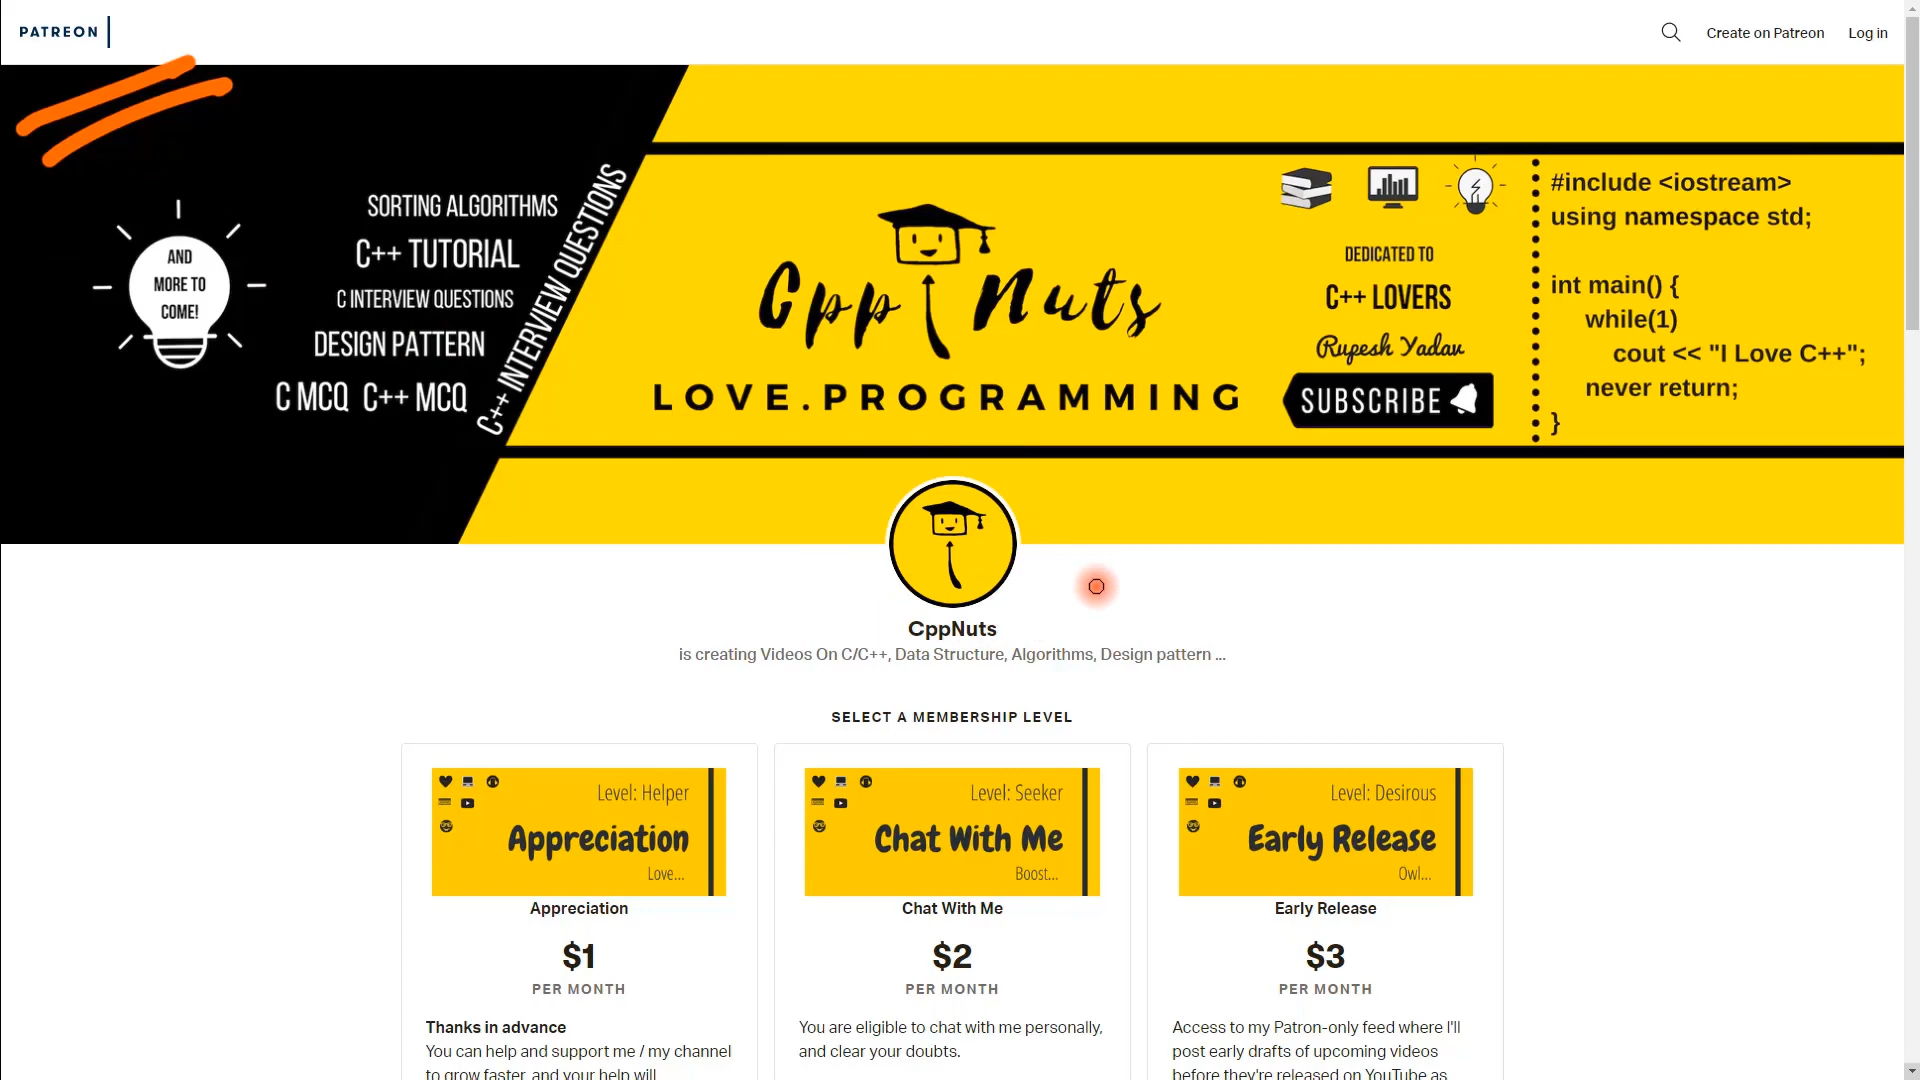 PATREON
Create on Patreon
Log in
AND
MORE TO
COME!
SORTING ALGORITHMS
C++ TUTORIAL
C INTERVIEW QUESTIONS
DESIGN PATTERN
C MCQ C++ MCQ
C++ INTERVIEW QUESTIONS
Cpp Nuts
LOVE.PROGRAMMING
DEDICATED TO
C++ LOVERS
Rupesh Yadav
SUBSCRIBE
#include <iostream>
using namespace std;
int main() {
while(1)
cout << "I Love C++";
never return;
}
CppNuts
is creating Videos On C/C++, Data Structure, Algorithms, Design pattern ...
SELECT A MEMBERSHIP LEVEL
Level: Helper
Appreciation
Love...
Appreciation
$1
PER MONTH
Thanks in advance
You can help and support me / my channel
to grow faster, and your help will
Level: Seeker
Chat With Me
Boost...
Chat With Me
$2
PER MONTH
You are eligible to chat with me personally,
and clear your doubts.
Level: Desirous
Early Release
Owl...
Early Release
$3
PER MONTH
Access to my Patron-only feed where I'll
post early drafts of upcoming videos
before they're released on YouTube as